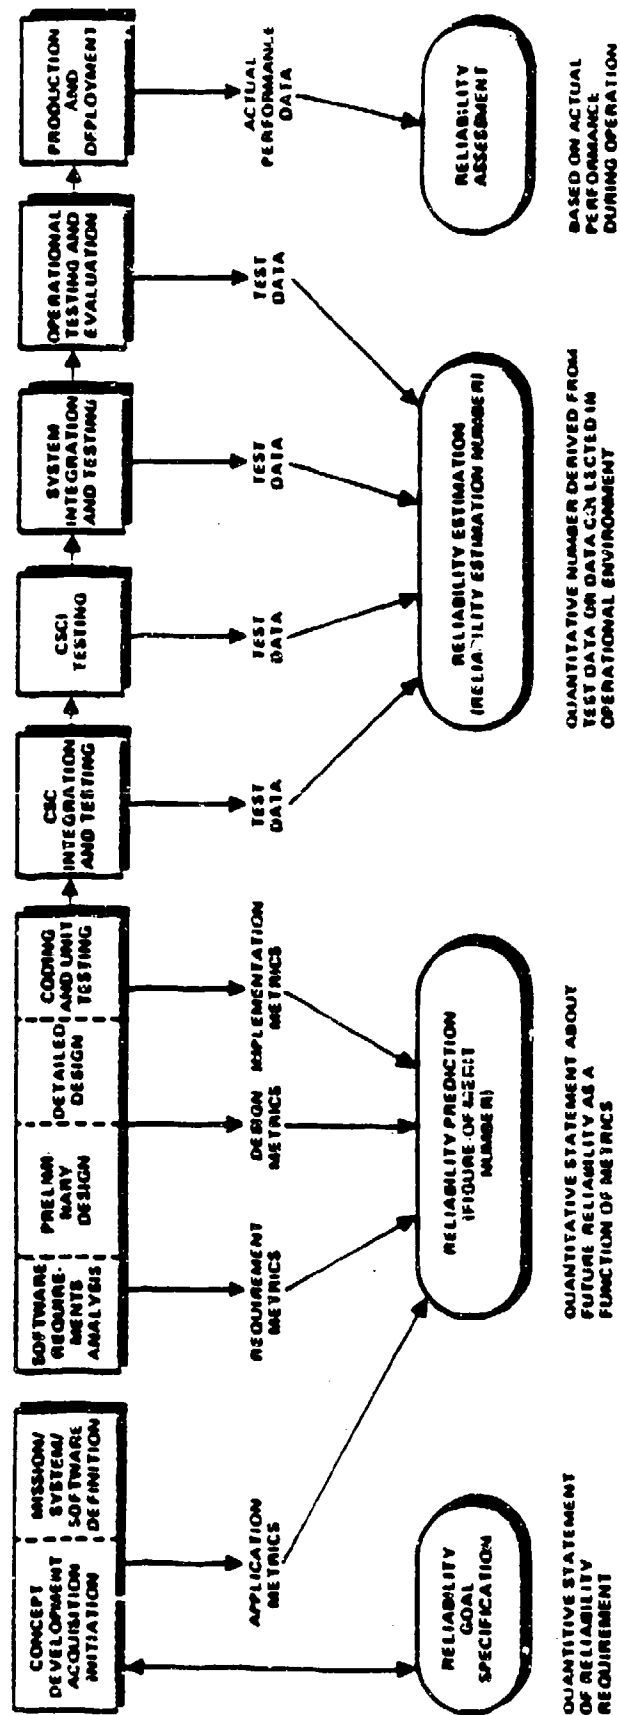 CONCEPT
DEVELOPMENT
ACQUISITION
INITIATION
MISSION/
SYSTEM/
SOFTWARE
DEFINITION
SOFTWARE
REQUIRE-
MENTS
ANALYSIS
PRELIMI-
NARY
DESIGN
DETAILED
DESIGN
CODING
AND UNIT
TESTING
CSC
INTEGRATION
AND TESTING
CSCI
TESTING
SYSTEM
INTEGRATION
AND TESTING
OPERATIONAL
TESTING AND
EVALUATION
PRODUCTION
AND
DEPLOYMENT
APPLICATION
METRICS
REQUIREMENT
METRICS
DESIGN
METRICS
IMPLEMENTATION
METRICS
TEST
DATA
TEST
DATA
TEST
DATA
TEST
DATA
ACTUAL
PERFORMANCE
DATA
RELIABILITY
GOAL
SPECIFICATION
RELIABILITY PREDICTION
(FIGURE-OF-MERIT
NUMBER)
RELIABILITY ESTIMATION
(RELIABILITY ESTIMATION NUMBER)
RELIABILITY
ASSESSMENT
QUANTITIVE STATEMENT
OF RELIABILITY
REQUIREMENT
QUANTITATIVE STATEMENT ABOUT
FUTURE RELIABILITY AS A
FUNCTION OF METRICS
QUANTITATIVE NUMBER DERIVED FROM
TEST DATA OR DATA COLLECTED IN
OPERATIONAL ENVIRONMENT
BASED ON ACTUAL
PERFORMANCE
DURING OPERATION